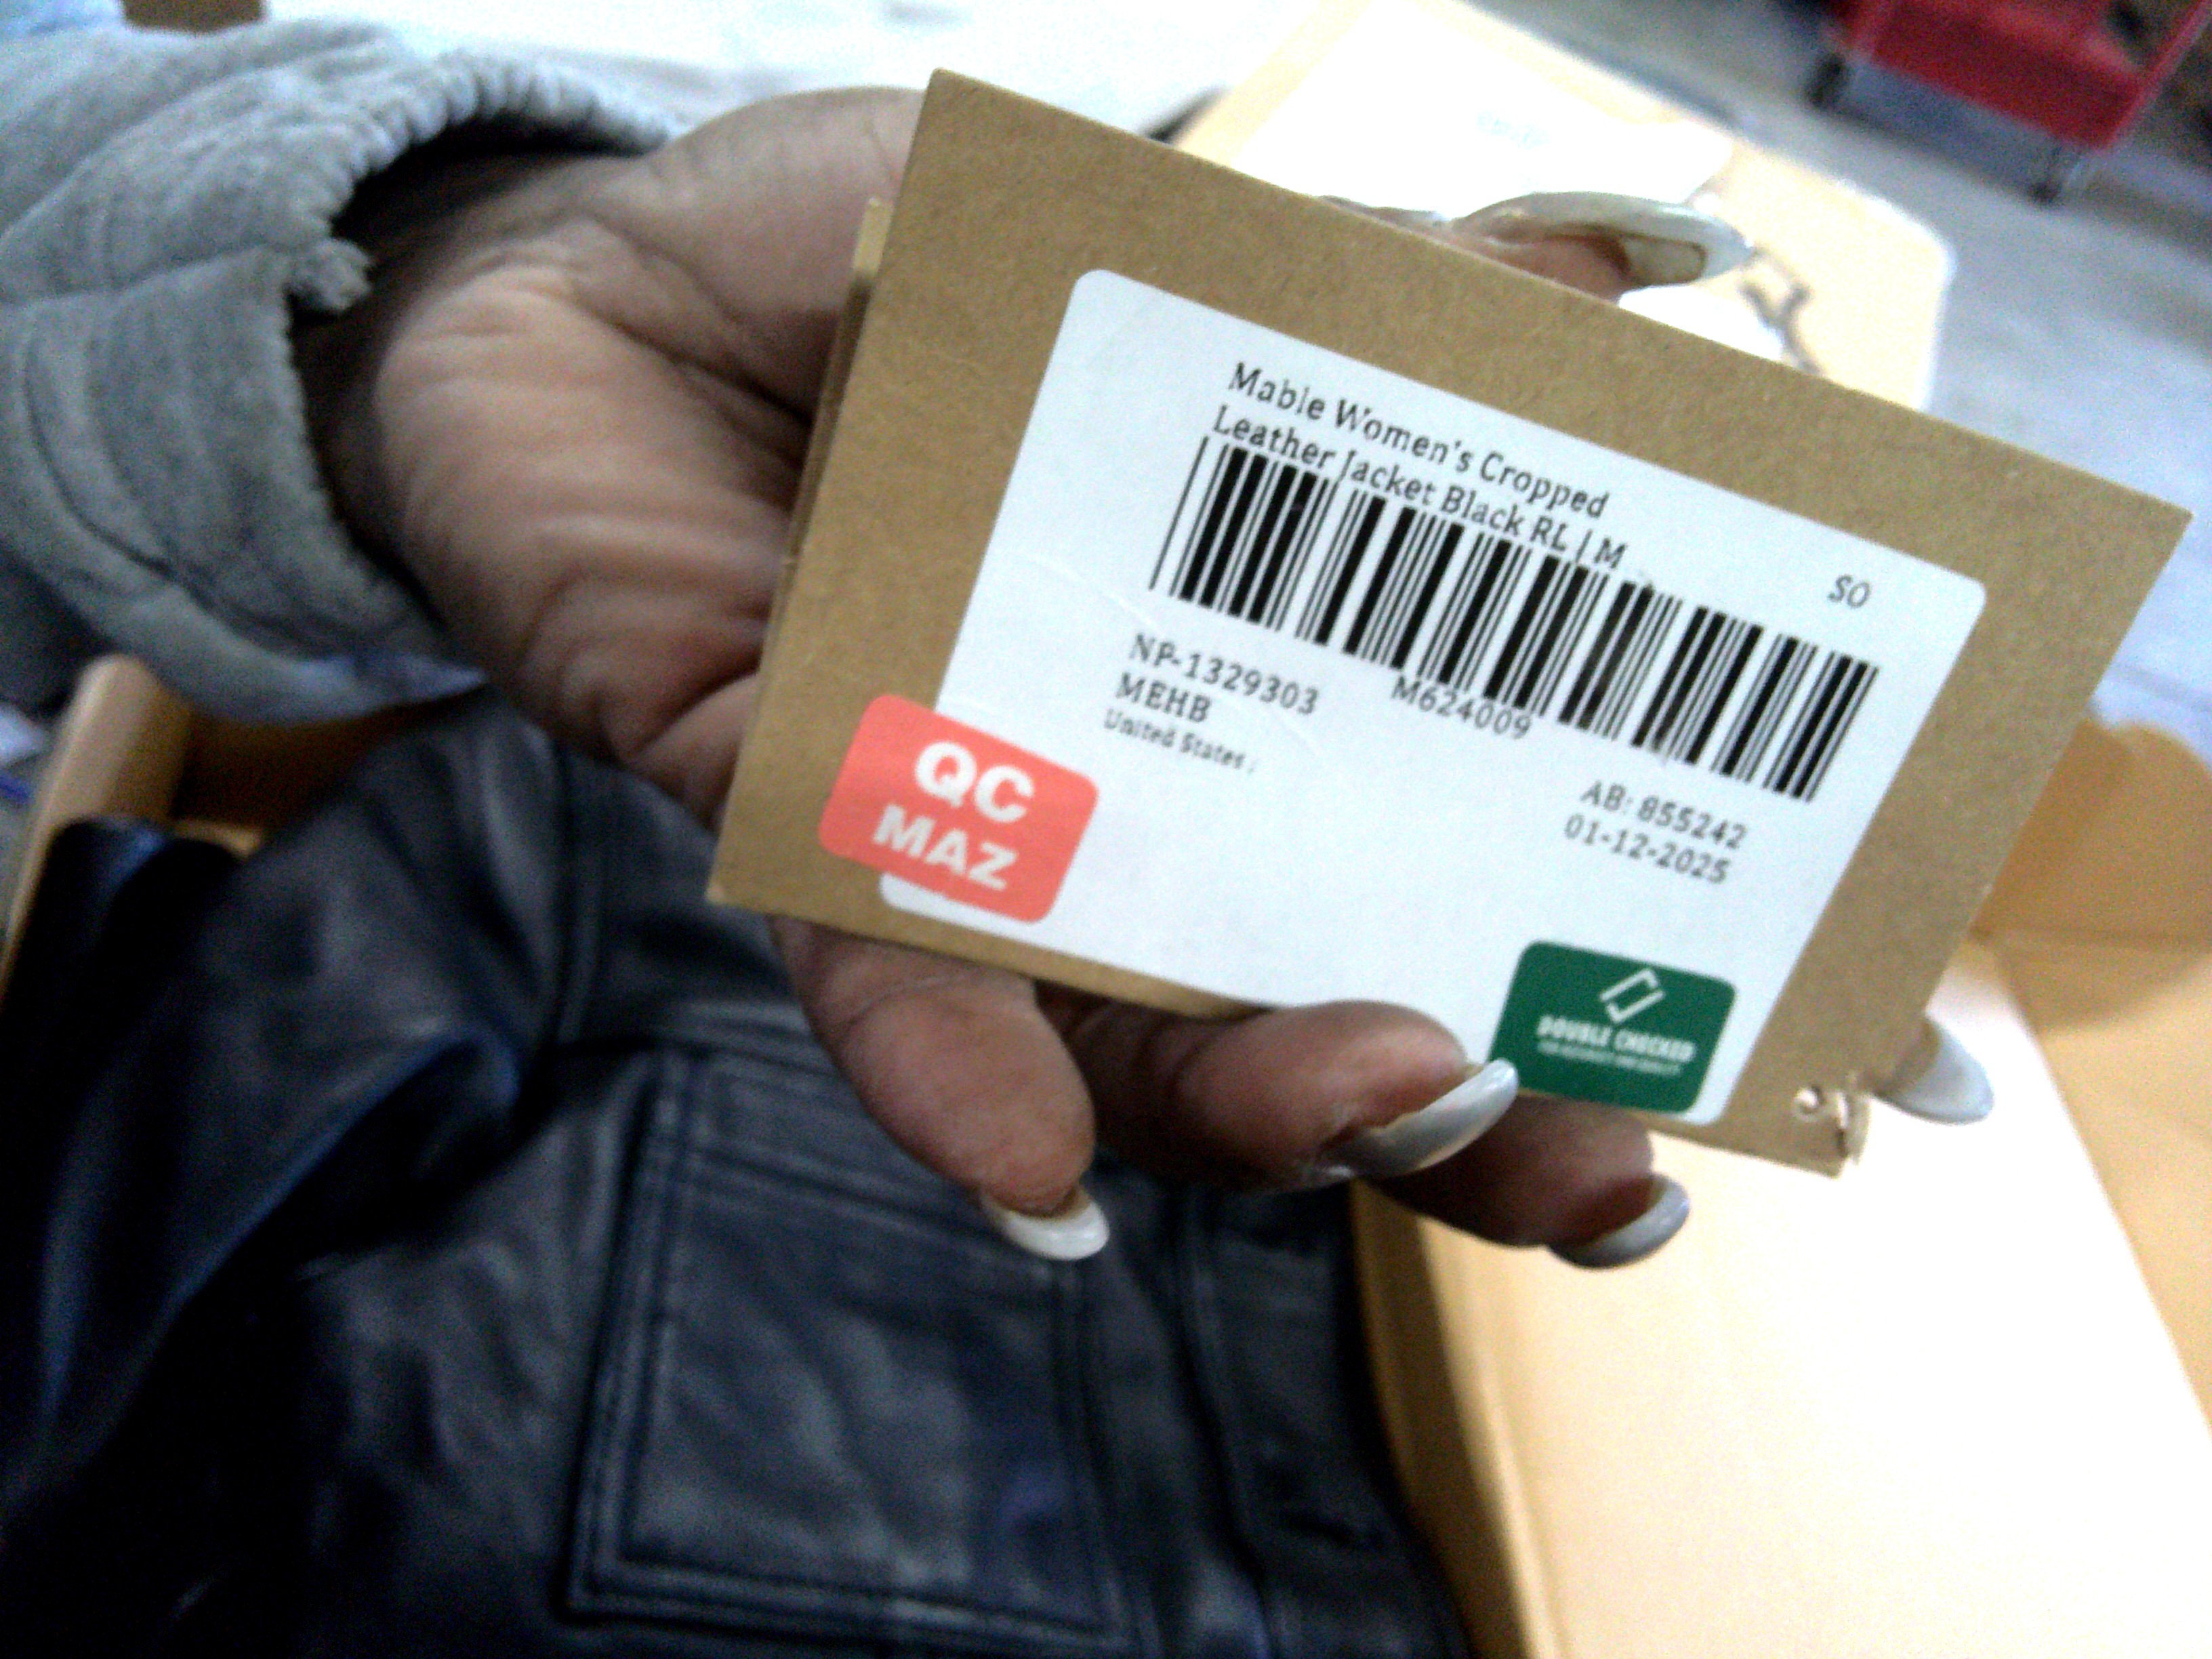 Mable Women's Cropped
Leather Jacket Black RL | M
SO
NP-1329303
M624009
MEHB
United States
AB: 855242
01-12-2025
QC
MAZ
DOUBLE CHECKED